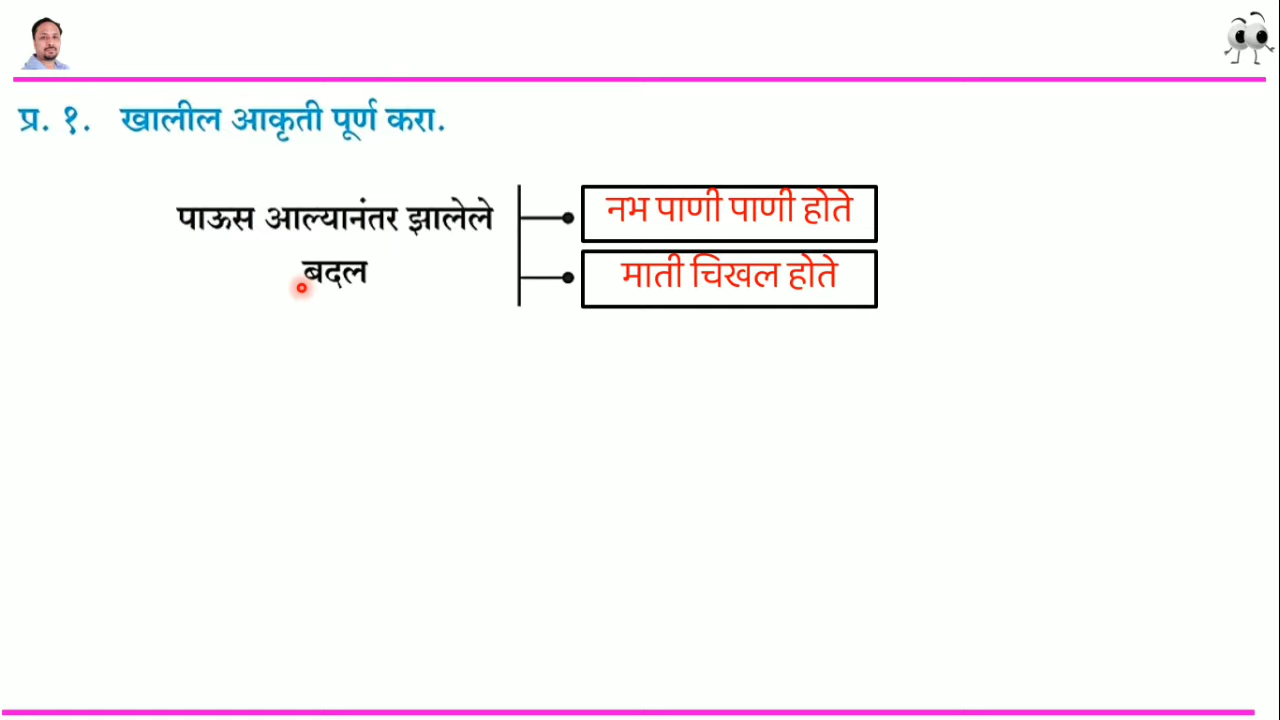 प्र. १. खालील आकृती पूर्ण करा.
पाऊस आल्यानंतर झालेले
बदल
नभ पाणी पाणी होते
माती चिखल होते